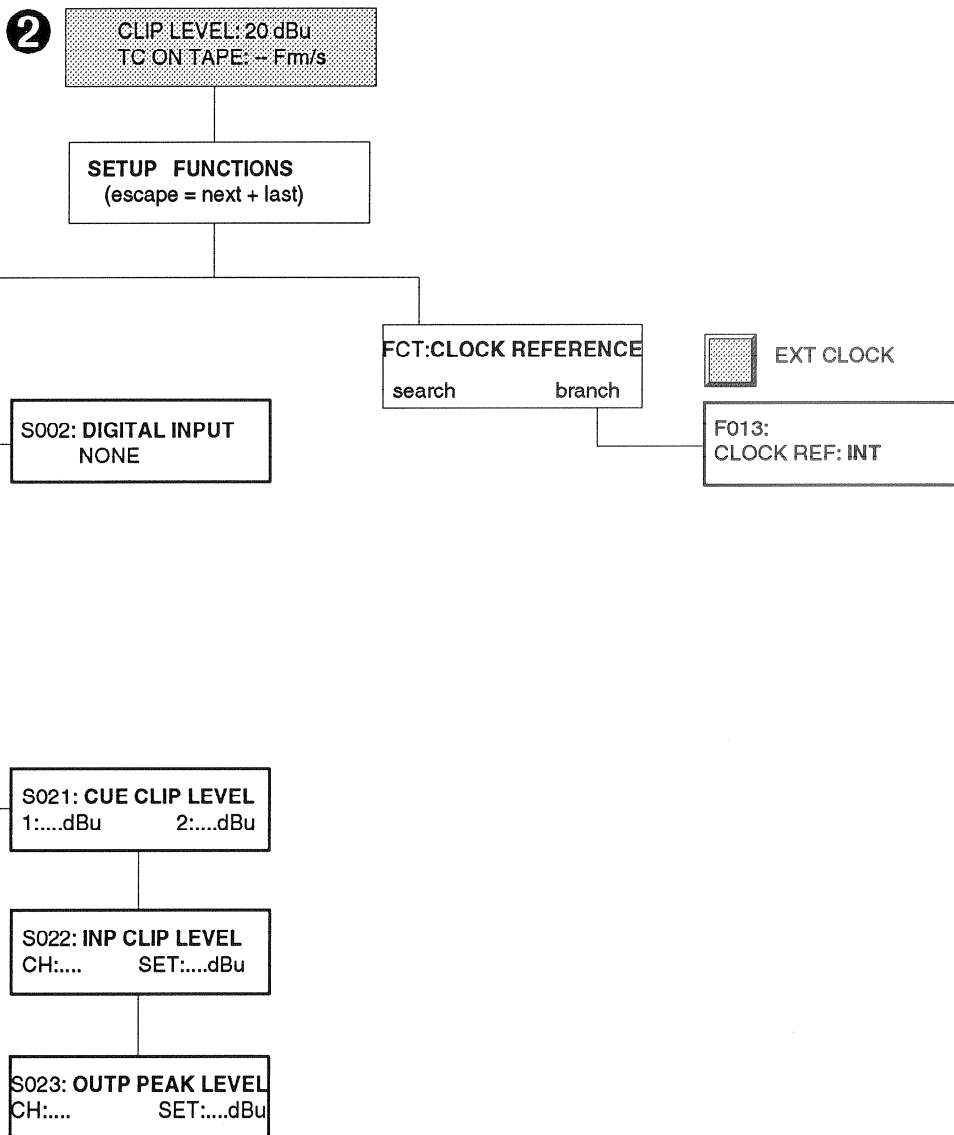 2
CLIP LEVEL: 20 dBu
TC ON TAPE: -- Frm/s
SETUP FUNCTIONS
(escape = next + last)
FCT:CLOCK REFERENCE
search branch
EXT CLOCK
F013:
CLOCK REF: INT
S002: DIGITAL INPUT
NONE
S021: CUE CLIP LEVEL
1:....dBu 2:....dBu
S022: INP CLIP LEVEL
CH:.... SET:....dBu
S023: OUTP PEAK LEVEL
CH:.... SET:....dBu